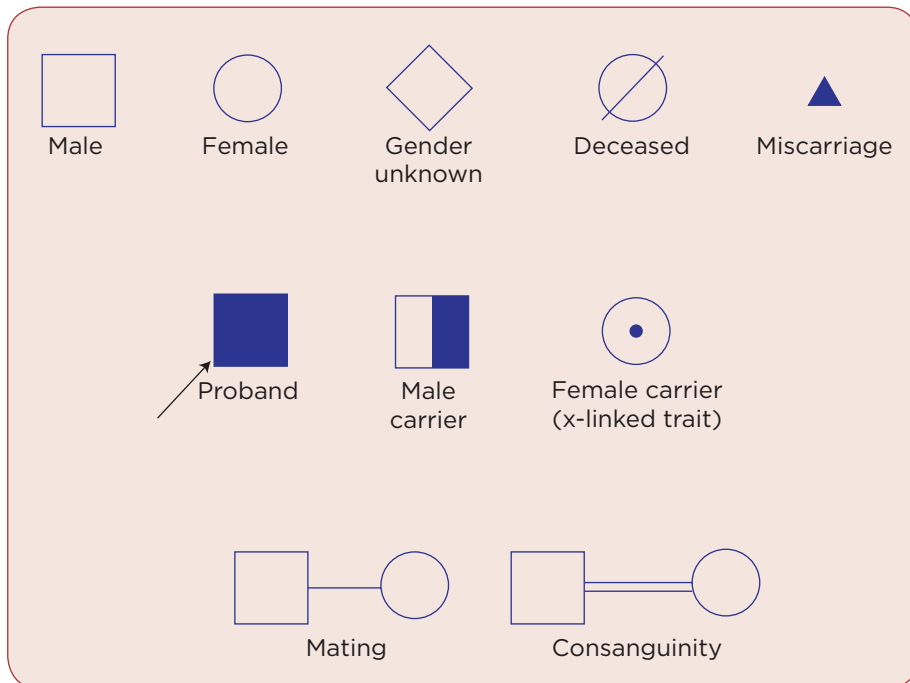 Male
Female
Gender
unknown
Deceased
Miscarriage
Proband
Male
carrier
Female carrier
(x-linked trait)
Mating
Consanguinity